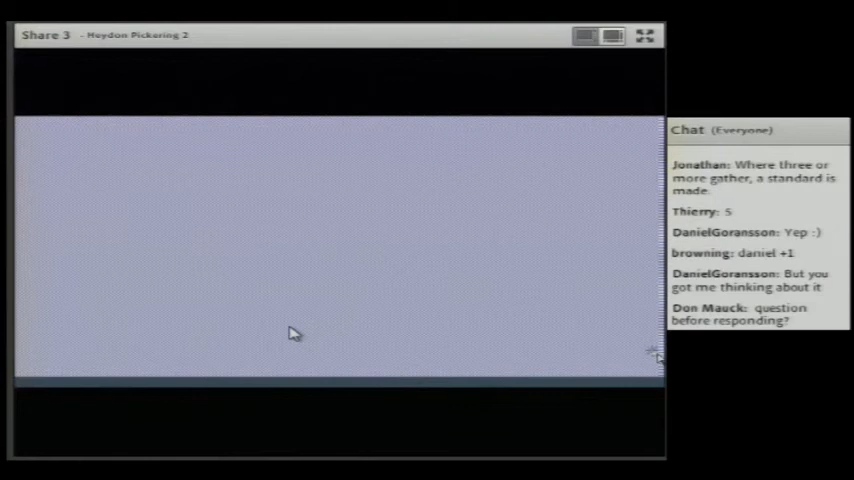 Share 3 - Heydon Pickering 2
Chat (Everyone)
Jonathan: Where three or
more gather, a standard is
made.
Thierry: 5
DanielGoransson: Yep :)
browning: daniel +1
DanielGoransson: But you
got me thinking about it
Don Mauck: question
before responding?